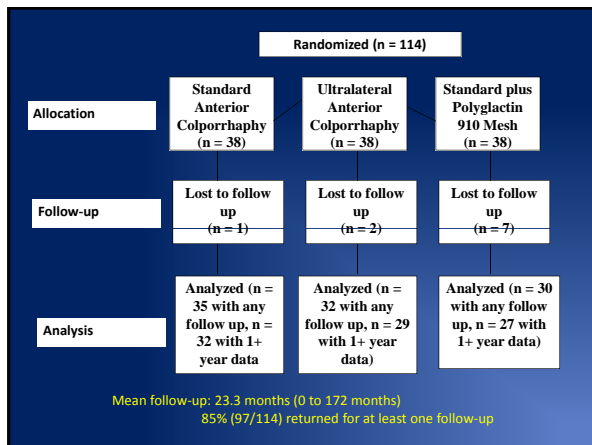 Randomized (n = 114)
Allocation
Standard
Anterior
Colporrhaphy
(n = 38)
Ultralateral
Anterior
Colporrhaphy
(n = 38)
Standard plus
Polyglactin
910 Mesh
(n = 38)
Follow-up
Lost to follow
up
(n = 1)
Lost to follow
up
(n = 2)
Lost to follow
up
(n = 7)
Analysis
Analyzed (n =
35 with any
follow up, n =
32 with 1+
year data
Analyzed (n =
32 with any
follow up, n = 29
with 1+ year
data)
Analyzed (n = 30
with any follow
up, n = 27 with
1+ year data)
Mean follow-up: 23.3 months (0 to 172 months)
85% (97/114) returned for at least one follow-up